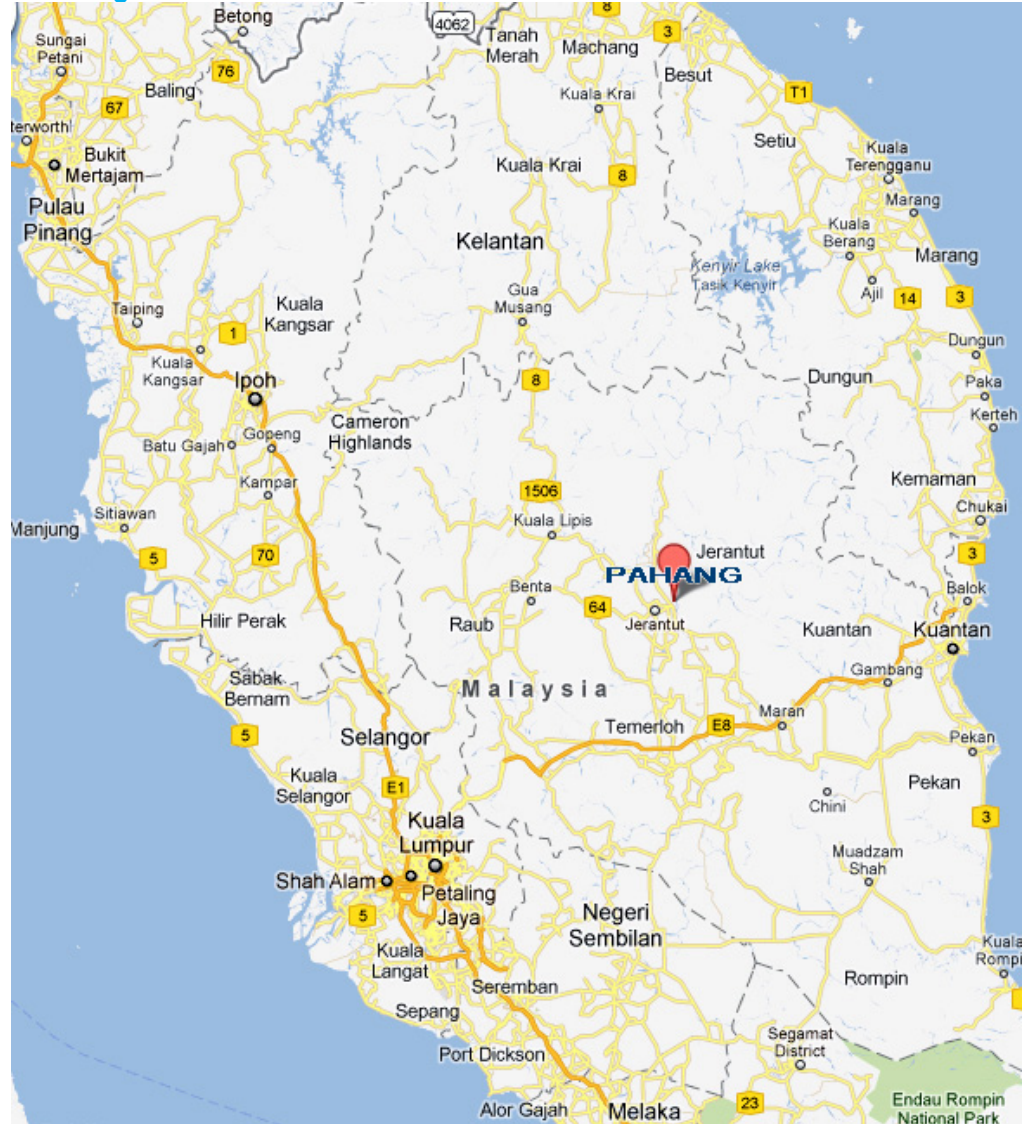 Betong
4062
8
Sungai
Petani
76
Tanah
Merah
Machang
3
Besut
Baling
67
Kuala Krai
T1
terworth
Bukit
Mertajam
Setiu
Kuala
Terengganu
Kuala Krai
8
Marang
Pulau
Pinang
Kelantan
Kuala
Berang
Marang
Kenyir Lake
Tasik Kenyir
Ajil
14
3
Gua
Musang
Taiping
Kuala
Kangsar
1
Dungun
Kuala
Kangsar
Ipoh
8
Dungun
Paka
Kerteh
Cameron
Highlands
Batu Gajah
Gopeng
Kampar
1506
Kemaman
Chukai
Manjung
Sitiawan
Kuala Lipis
5
70
Jerantut
3
PAHANG
Benta
64
Balok
Hilir Perak
Raub
Jerantut
Kuantan
Kuantan
Sabak
Bernam
Malaysia
Gambang
5
Selangor
Temerloh
E8
Maran
Pekan
Kuala
Selangor
E1
Chini
Pekan
3
Kuala
Lumpur
Muadzam
Shah
Shah Alam
Petaling
Jaya
5
Negeri
Sembilan
Kuala
Langat
Kuala
Rompi
Seremban
Rompin
Sepang
Port Dickson
Segamat
District
Alor Gajah
Melaka
23
Endau Rompin
National Park